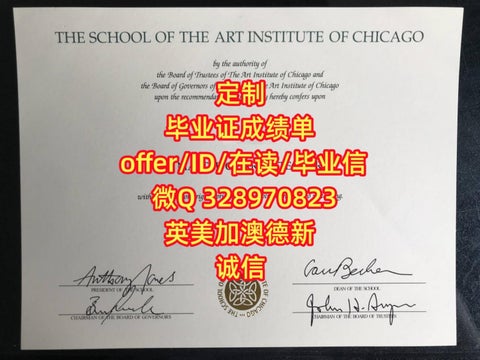 THE SCHOOL OF THE ART INSTITUTE OF CHICAGO
by the authority of
the Board of Trustees of The Art Institute of Chicago and
the Board of Governors of Art Institute of Chicago
upon the recommendation hereby confers upon
定制
毕业证成绩单
offer/ID/在读/毕业信
微Q 328970823
英美加澳德新
诚信
Anthony Jones
PRESIDENT OF THE SCHOOL
DEAN OF THE SCHOOL
CHAIRMAN OF THE BOARD OF GOVERNORS
CHAIRMAN OF THE BOARD OF TRUSTEES